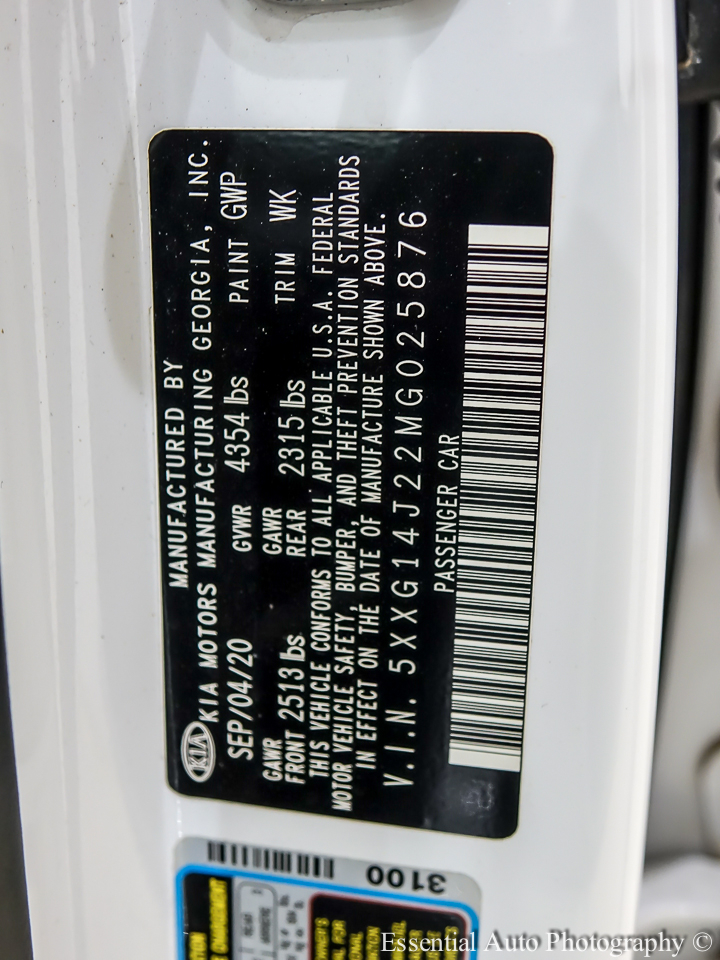 MANUFACTURED BY
KIA KIA MOTORS MANUFACTURING GEORGIA, INC.
SEP/04/20 GVWR 4354 lbs PAINT GWP
GAWR FRONT 2513 lbs GAWR REAR 2315 lbs TRIM WK
THIS VEHICLE CONFORMS TO ALL APPLICABLE U.S.A. FEDERAL
MOTOR VEHICLE SAFETY, BUMPER, AND THEFT PREVENTION STANDARDS
IN EFFECT ON THE DATE OF MANUFACTURE SHOWN ABOVE.
V.I.N. 5XXG14J22MG025876
PASSENGER CAR
3100
Essential Auto Photography ©